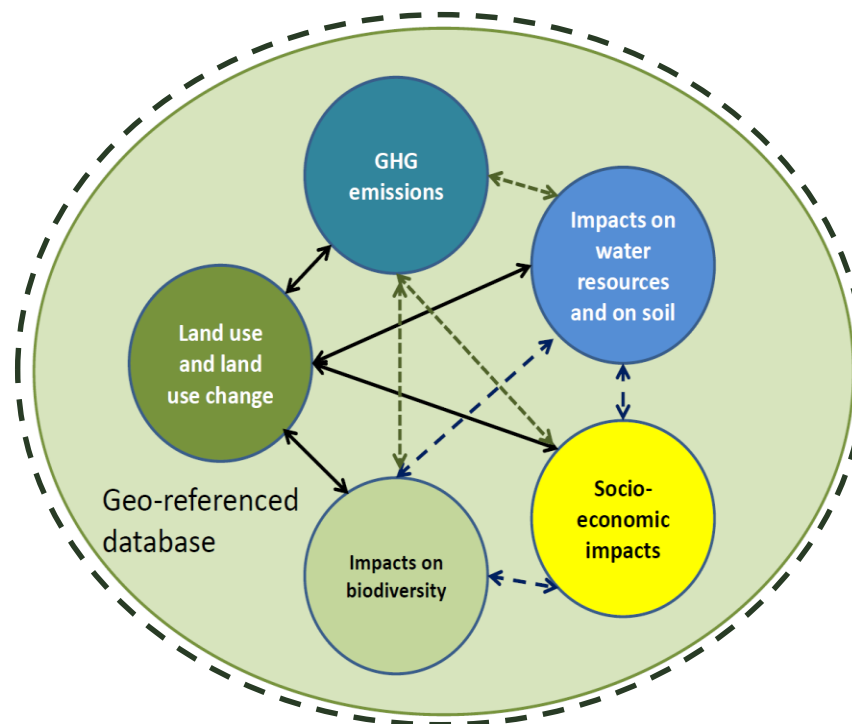 GHG
emissions
Impacts on
water
resources
and on soil
Land use
and land
use change
Geo-referenced
database
Socio-
economic
impacts
Impacts on
biodiversity